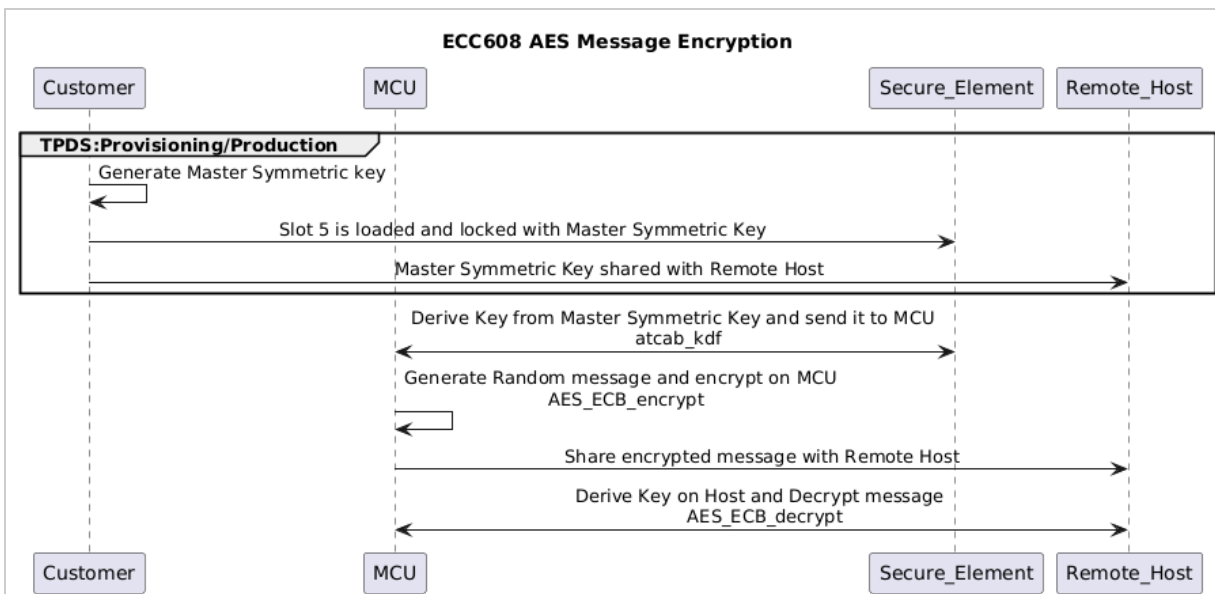 ECC608 AES Message Encryption
Customer MCU Secure_Element Remote_Host
TPDS:Provisioning/Production
Generate Master Symmetric key
Slot 5 is loaded and locked with Master Symmetric Key
Master Symmetric Key shared with Remote Host
Derive Key from Master Symmetric Key and send it to MCU
atcab_kdf
Generate Random message and encrypt on MCU
AES_ECB_encrypt
Share encrypted message with Remote Host
Derive Key on Host and Decrypt message
AES_ECB_decrypt
Customer MCU Secure_Element Remote_Host